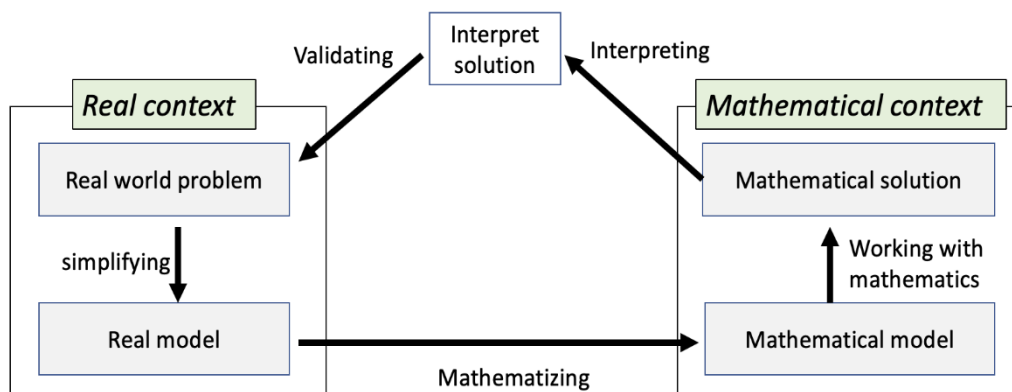 Interpret
solution
Validating
Interpreting
Real context
Mathematical context
Real world problem
Mathematical solution
simplifying
Working with
mathematics
Real model
Mathematical model
Mathematizing